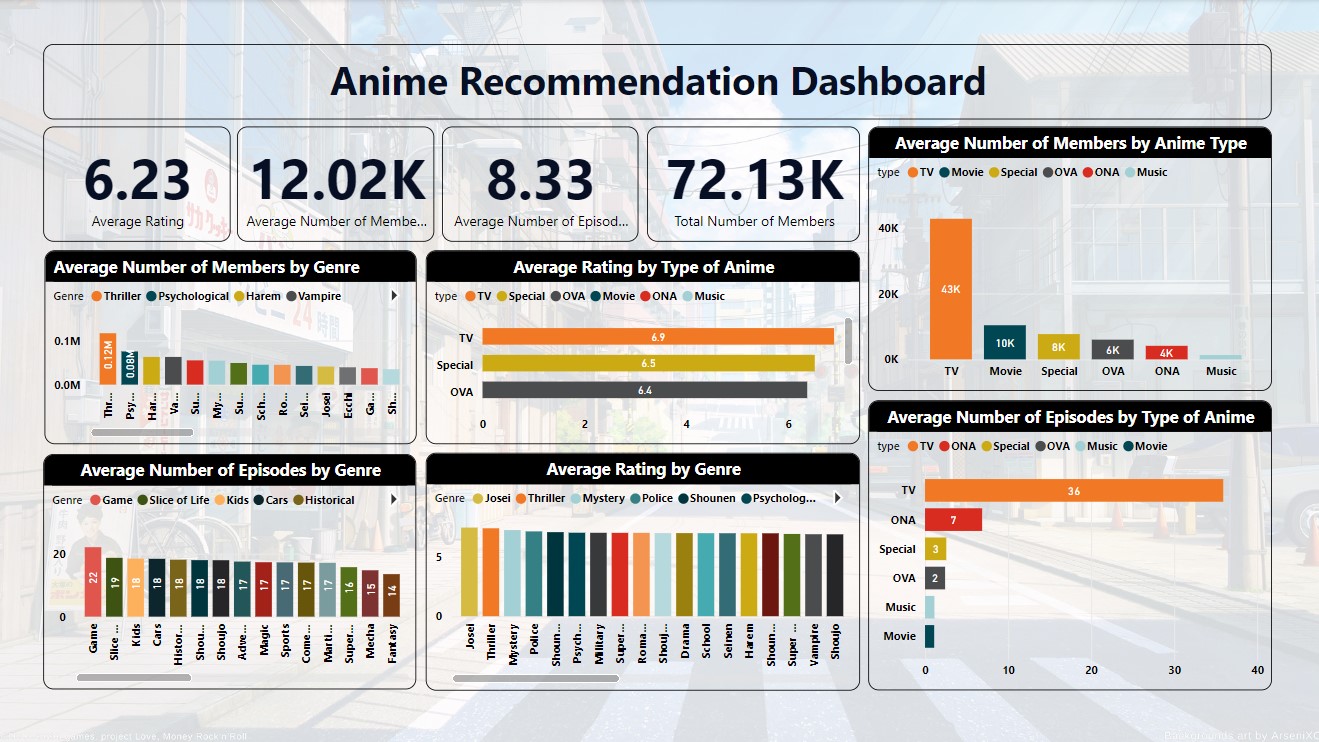 Anime Recommendation Dashboard
6.23
Average Rating
12.02K
Average Number of Membe...
8.33
Average Number of Episod...
72.13K
Total Number of Members
Average Number of Members by Anime Type
type TV Movie Special OVA ONA Music
40K
20K
0K
43K
10K
8K
6K
4K
TV Movie Special OVA ONA Music
Average Number of Members by Genre
Genre Thriller Psychological Harem Vampire
0.1M
0.0M
0.12M
0.08M
Thr... Psy... Har... Va... Su... My... Su... Sch... Ro... Sei... Josei Ecchi Ga... Sh...
Average Rating by Type of Anime
type TV Special OVA Movie ONA Music
TV 6.9
Special 6.5
OVA 6.4
0 2 4 6
Average Number of Episodes by Type of Anime
type TV ONA Special OVA Music Movie
TV 36
ONA 7
Special 3
OVA 2
Music
Movie
0 10 20 30 40
Average Number of Episodes by Genre
Genre Game Slice of Life Kids Cars Historical
20
0
22 19 18 18 18 18 18 17 17 17 17 17 16 15 14
Game Slice ... Kids Cars Histor... Shou... Shoujo Adve... Magic Sports Come... Marti... Super... Mecha Fantasy
Average Rating by Genre
Genre Josei Thriller Mystery Police Shounen Psycholog...
5
0
Josei Thriller Mystery Police Shoun... Psych... Military Super... Roma... Shouj... Drama School Seinen Harem Shoun... Super ... Vampire Shoujo
24
時間
project Love, Money Rock'n Roll
art by ArseniXC